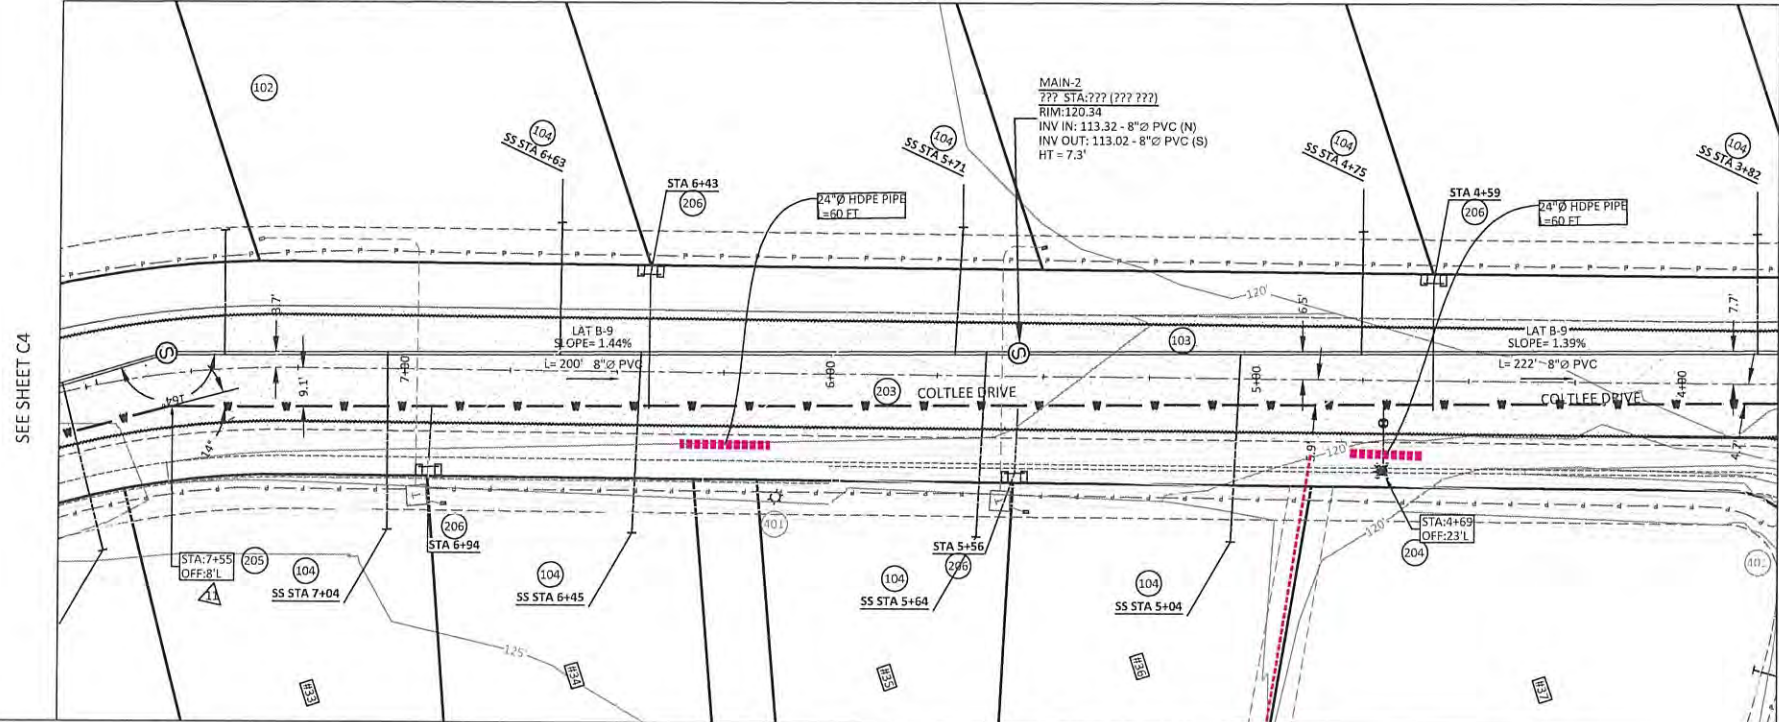 SEE SHEET C4
102
104
SS STA 6+63
STA 6+43
206
24"Ø HDPE PIPE
L=60 FT
104
SS STA 5+71
MAIN-2
??? STA:??? (??? ???)
RIM:120.34
INV IN: 113.32 - 8"Ø PVC (N)
INV OUT: 113.02 - 8"Ø PVC (S)
HT = 7.3'
104
SS STA 4+75
STA 4+59
206
24"Ø HDPE PIPE
L=60 FT
104
SS STA 3+82
120'
6.5'
7.7'
103
LAT B-9
SLOPE= 1.44%
L= 200' 8"Ø PVC
LAT B-9
SLOPE= 1.39%
L= 222' 8"Ø PVC
S
S
9.1'
7+00
6+00
5+00
4+00
203
COLTLEE DRIVE
COLTLEE DRIVE
164°
14"
5.9'
120'
4.7'
T
T
401
206
STA 6+94
STA 5+56
206
STA:4+69
OFF:23'L
204
120'
401
STA:7+55
OFF:8'L
205
11
104
SS STA 7+04
104
SS STA 6+45
104
SS STA 5+64
104
SS STA 5+04
125'
#33
#34
#35
#36
#37